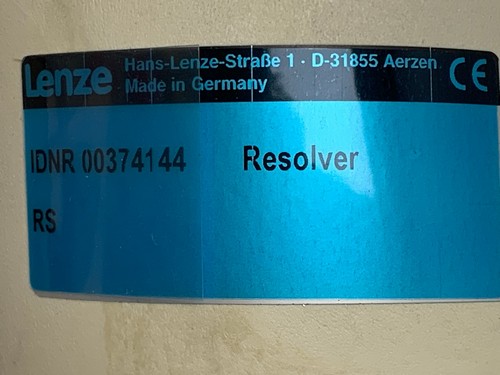 Lenze
Hans-Lenze-Straße 1 · D-31855 Aerzen
Made in Germany
CE
IDNR 00374144 Resolver
RS